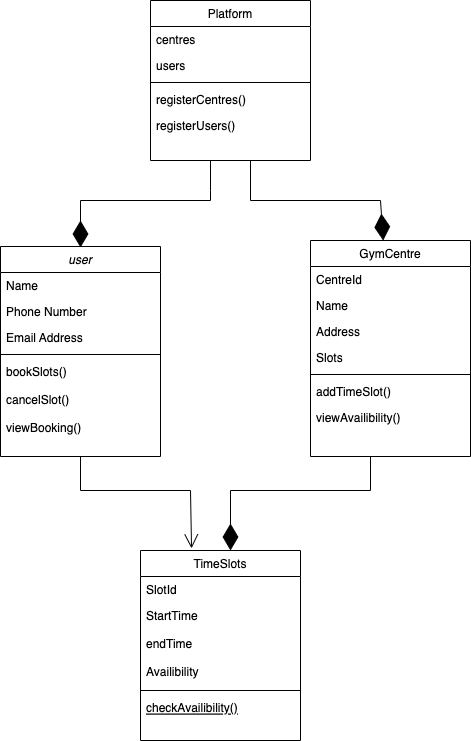 Platform
centres
users
registerCentres()
registerUsers()
user
Name
Phone Number
Email Address
bookSlots()
cancelSlot()
viewBooking()
GymCentre
CentreId
Name
Address
Slots
addTimeSlot()
viewAvailibility()
TimeSlots
SlotId
StartTime
endTime
Availibility
checkAvailibility()